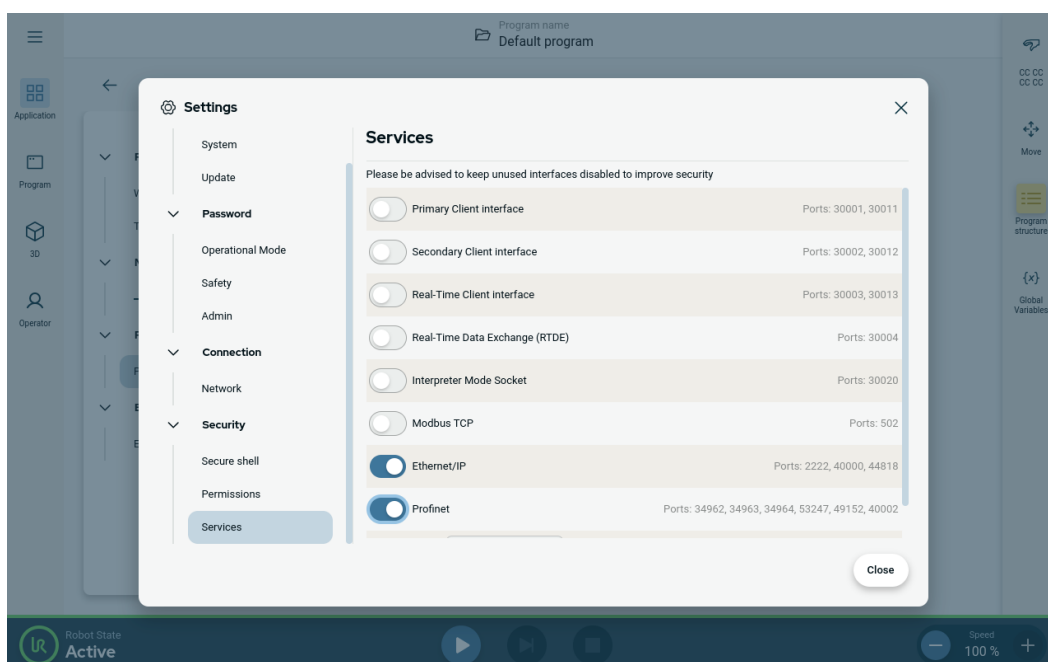 Program name
Default program
Application
Program
3D
Operator
Settings
System
Update
Password
Operational Mode
Safety
Admin
Connection
Network
Security
Secure shell
Permissions
Services
Services
Please be advised to keep unused interfaces disabled to improve security
Primary Client interface Ports: 30001, 30011
Secondary Client interface Ports: 30002, 30012
Real-Time Client interface Ports: 30003, 30013
Real-Time Data Exchange (RTDE) Ports: 30004
Interpreter Mode Socket Ports: 30020
Modbus TCP Ports: 502
Ethernet/IP Ports: 2222, 40000, 44818
Profinet Ports: 34962, 34963, 34964, 53247, 49152, 40002
Close
CC CC
CC CC
Move
Program
structure
{x}
Global
Variables
UR
Robot State
Active
Speed
100 %